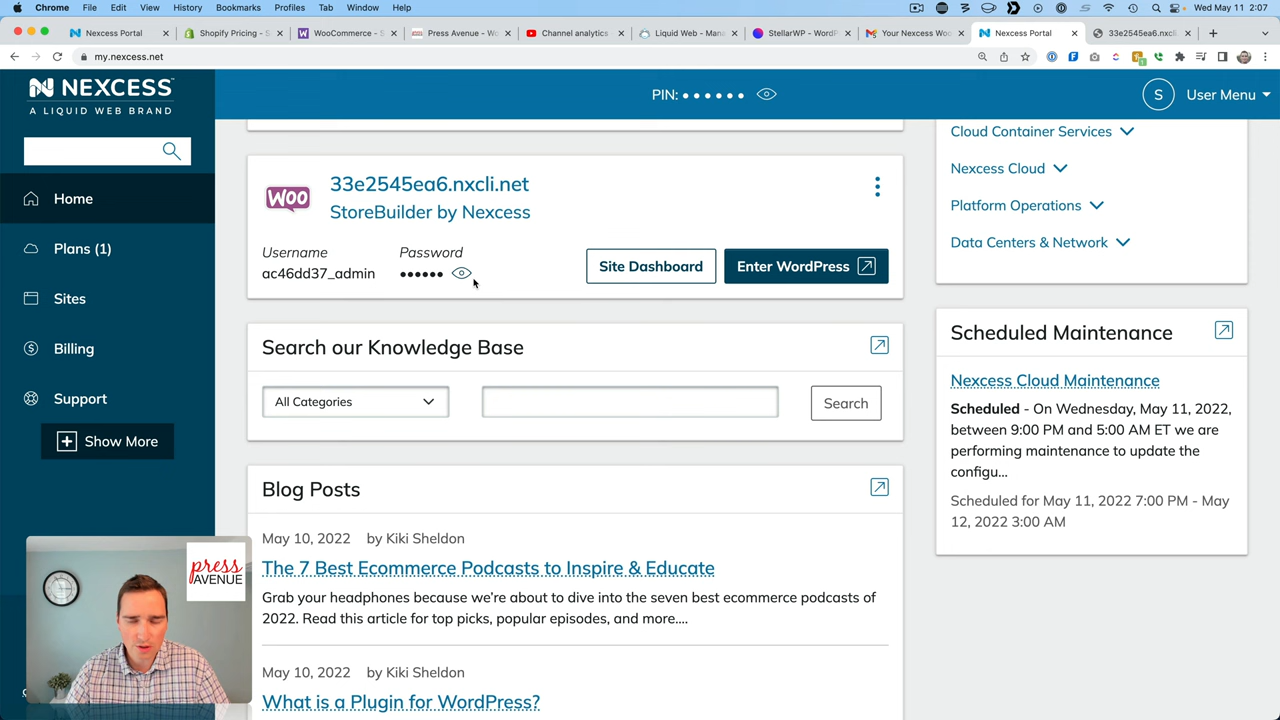 Chrome File Edit View History Bookmarks Profiles Tab Window Help Wed May 11 2:07
Nexcess Portal Shopify Pricing - S WooCommerce - S Press Avenue - Wo Channel analytics Liquid Web - Mana StellarWP - WordP Your Nexcess Woo Nexcess Portal 33e2545ea6.nxcli
my.nexcess.net
NEXCESS
A LIQUID WEB BRAND
PIN: ••••••
S User Menu
Home
Plans (1)
Sites
Billing
Support
Show More
WOO
33e2545ea6.nxcli.net
StoreBuilder by Nexcess
Username Password
ac46dd37_admin ••••••
Site Dashboard
Enter WordPress
Search our Knowledge Base
All Categories
Search
Blog Posts
May 10, 2022 by Kiki Sheldon
The 7 Best Ecommerce Podcasts to Inspire & Educate
Grab your headphones because we're about to dive into the seven best ecommerce podcasts of
2022. Read this article for top picks, popular episodes, and more....
May 10, 2022 by Kiki Sheldon
What is a Plugin for WordPress?
Cloud Container Services
Nexcess Cloud
Platform Operations
Data Centers & Network
Scheduled Maintenance
Nexcess Cloud Maintenance
Scheduled - On Wednesday, May 11, 2022,
between 9:00 PM and 5:00 AM ET we are
performing maintenance to update the
configu...
Scheduled for May 11, 2022 7:00 PM - May
12, 2022 3:00 AM
press
AVENUE